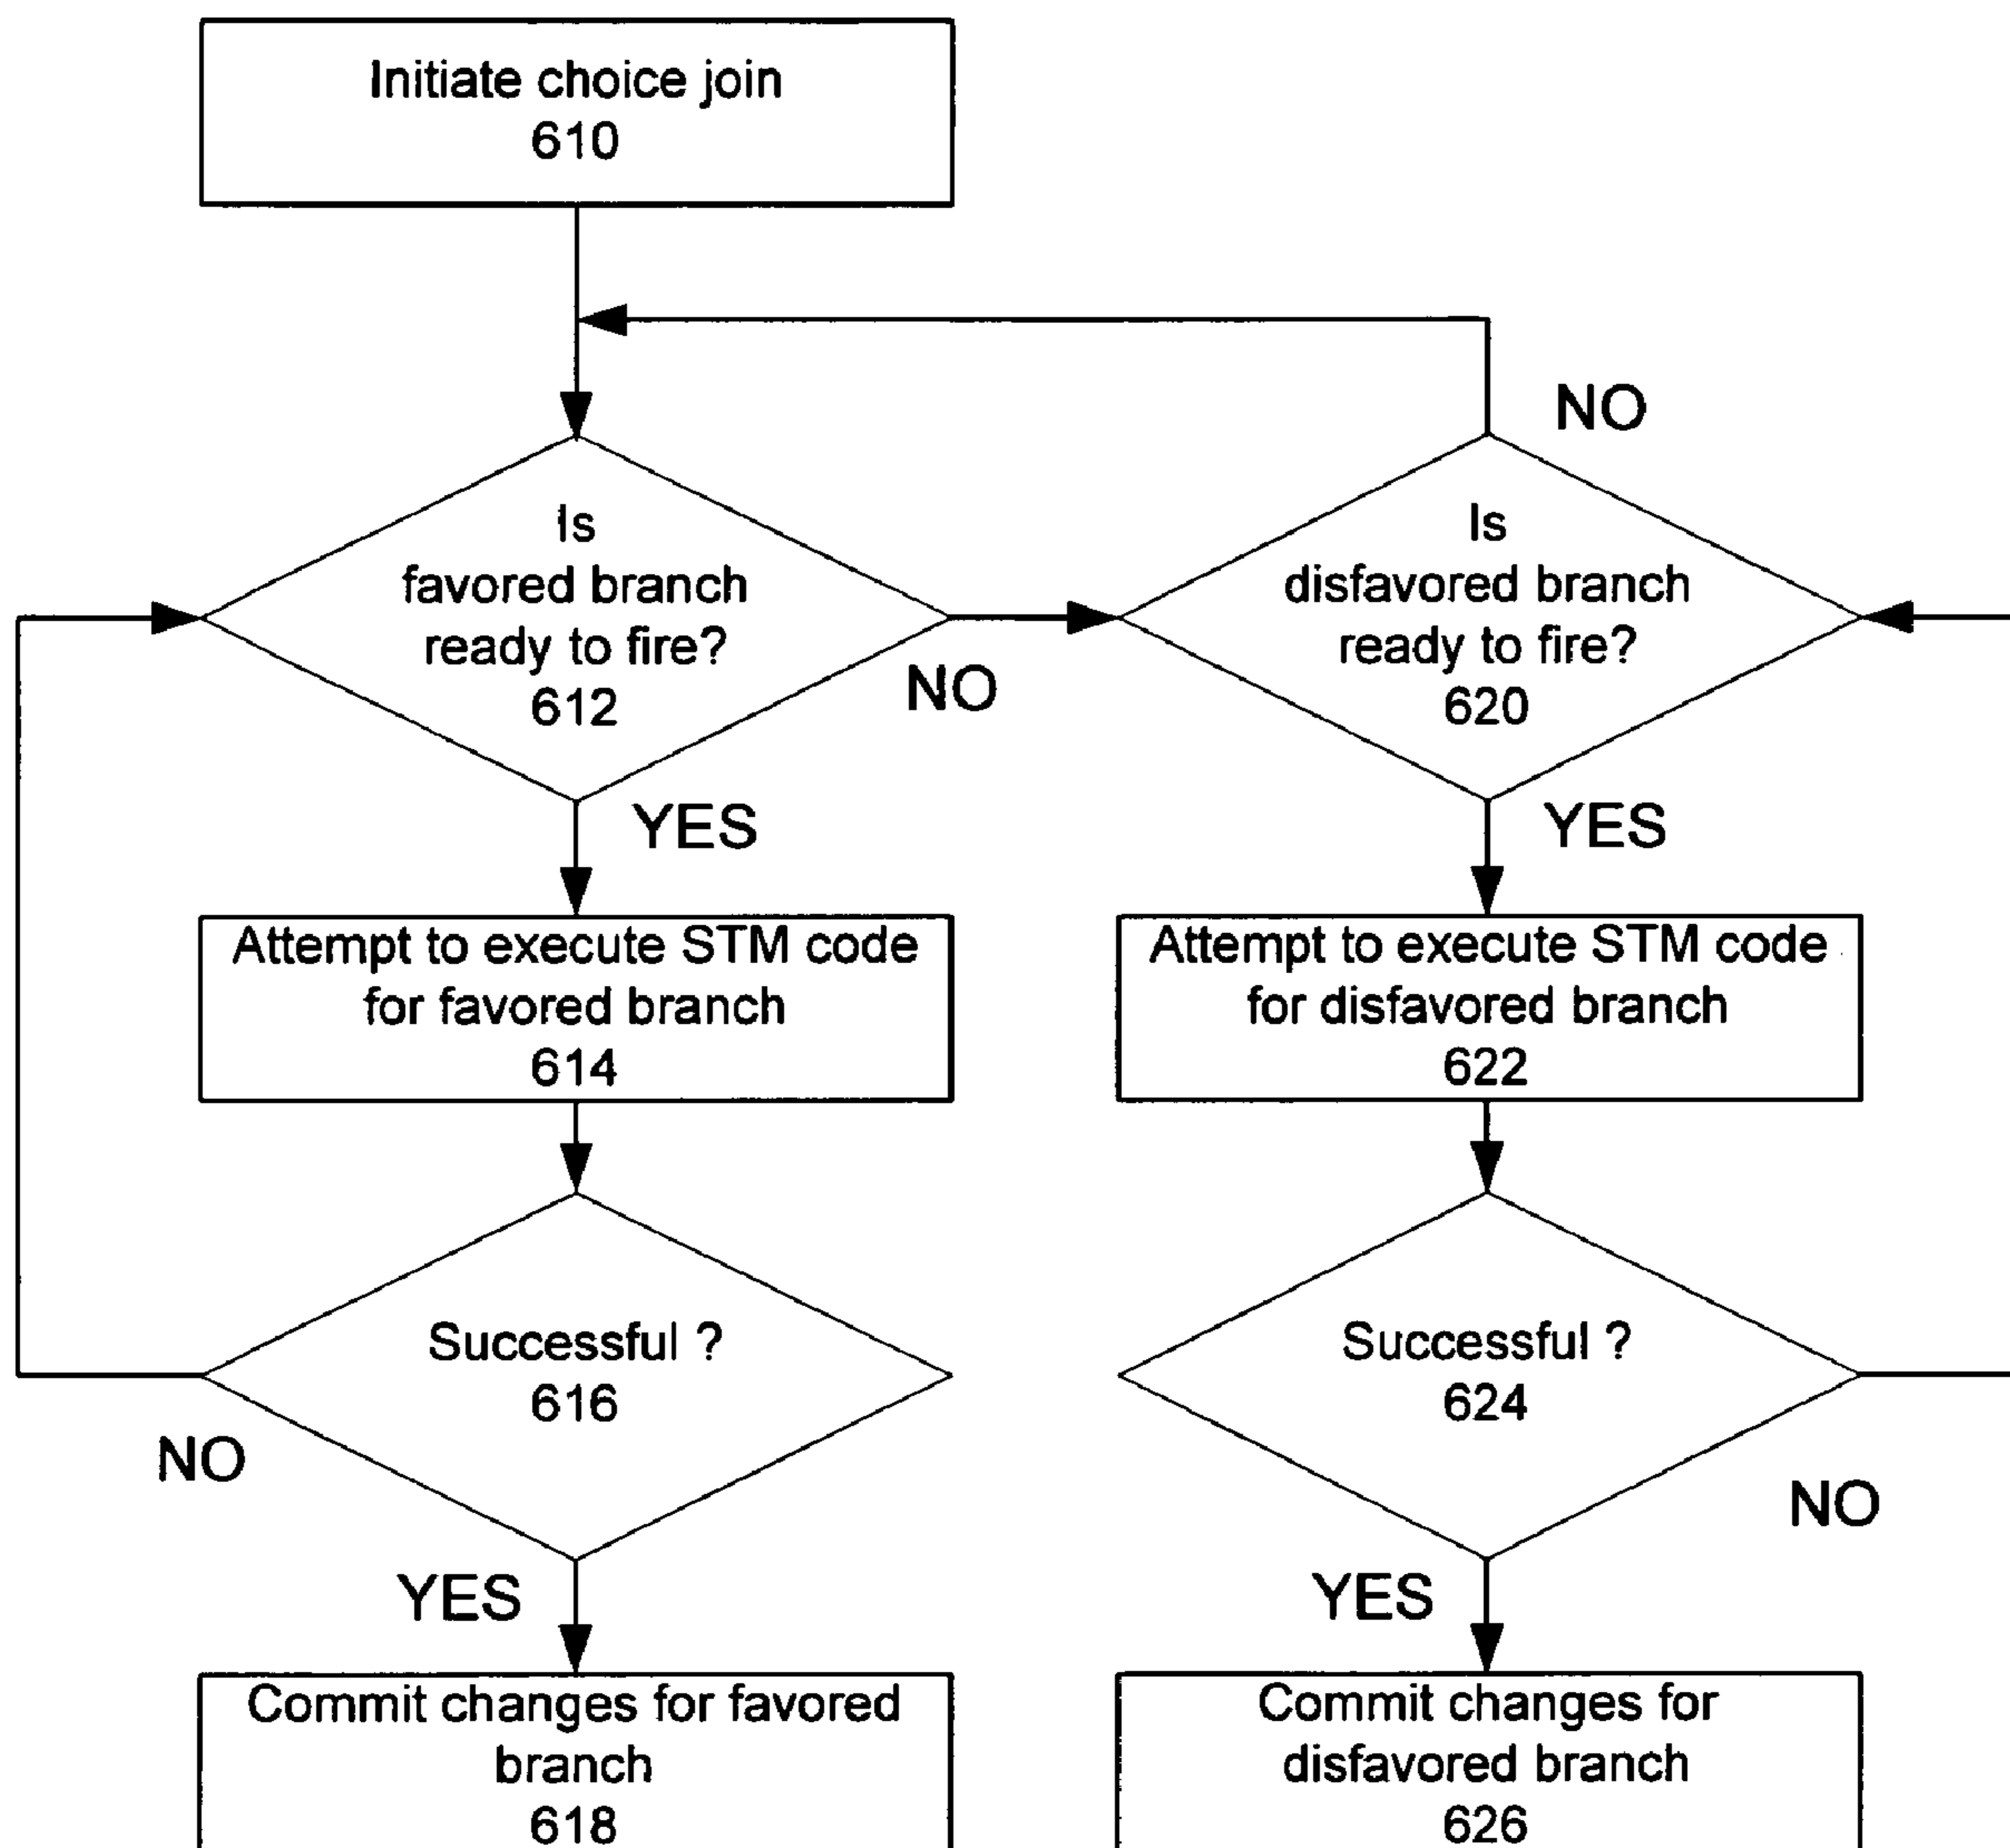 Initiate choice join
610
NO
Is
favored branch
ready to fire?
612
NO
Is
disfavored branch
ready to fire?
620
YES
YES
Attempt to execute STM code
for favored branch
614
Attempt to execute STM code
for disfavored branch
622
Successful ?
616
NO
Successful ?
624
NO
YES
YES
Commit changes for favored
branch
618
Commit changes for
disfavored branch
626